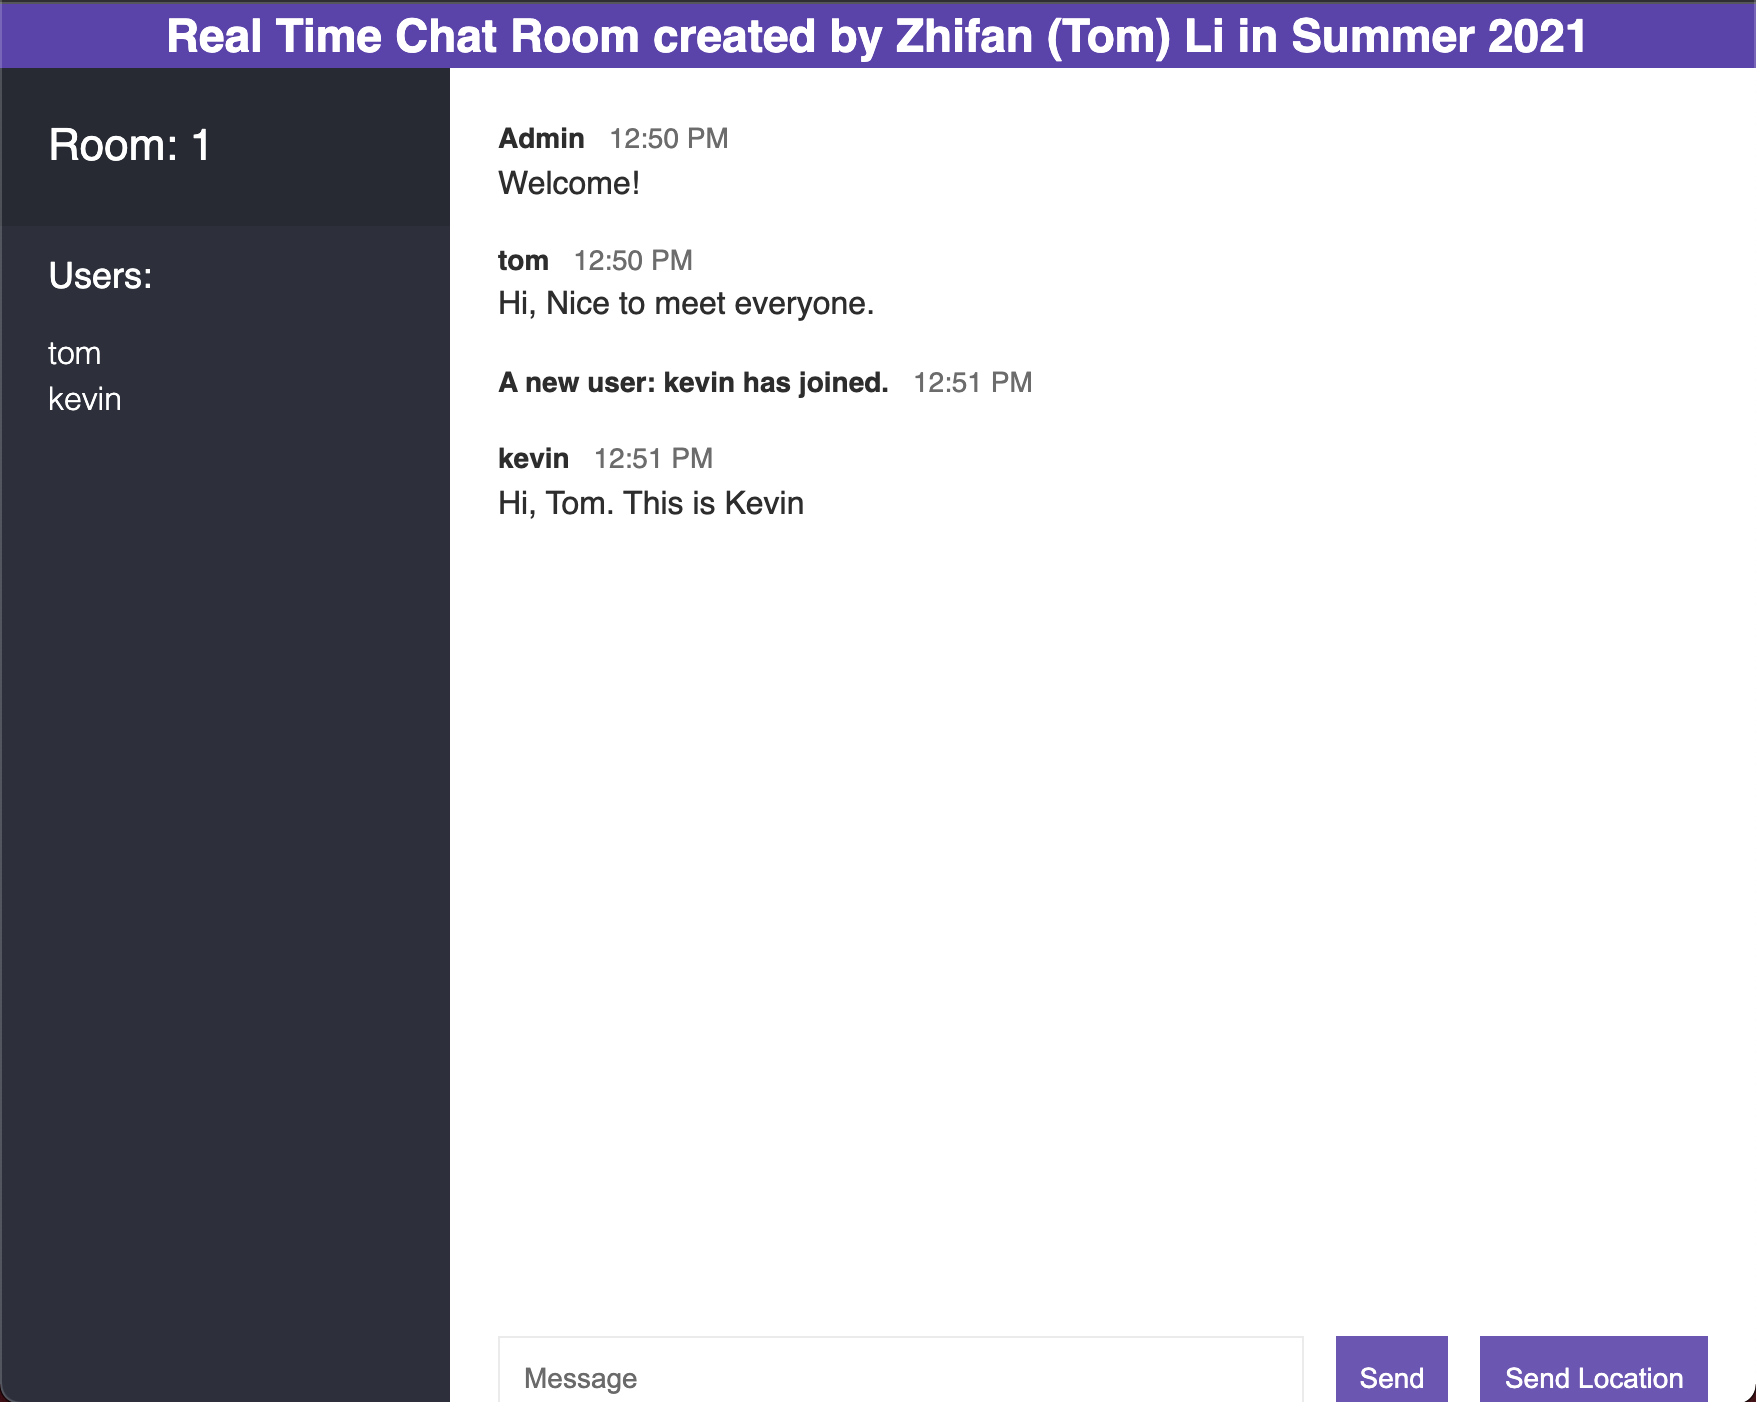 Real Time Chat Room created by Zhifan (Tom) Li in Summer 2021
Room: 1
Users:
tom
kevin
Admin 12:50 PM
Welcome!
tom 12:50 PM
Hi, Nice to meet everyone.
A new user: kevin has joined. 12:51 PM
kevin 12:51 PM
Hi, Tom. This is Kevin
Message
Send
Send Location